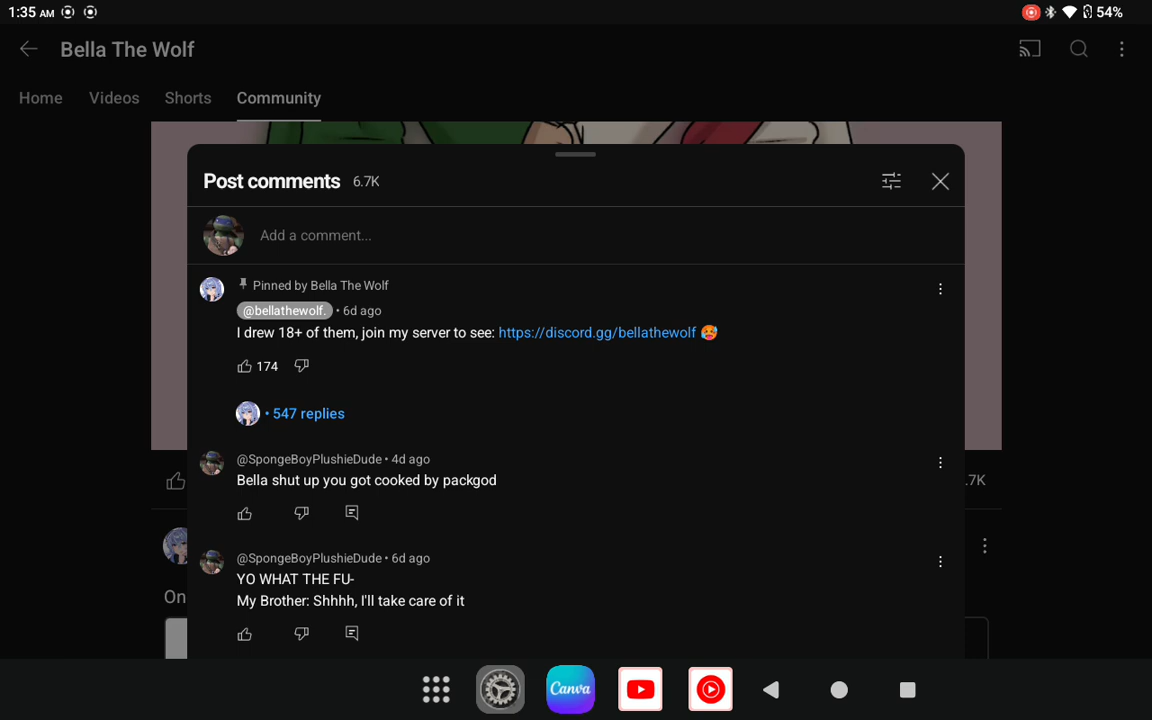 1:35 AM
54%
Bella The Wolf
Home Videos Shorts Community
Post comments 6.7K
Add a comment...
Pinned by Bella The Wolf
@bellathewolf. • 6d ago
I drew 18+ of them, join my server to see: https://discord.gg/bellathewolf 🥵
174
• 547 replies
@SpongeBoyPlushieDude • 4d ago
Bella shut up you got cooked by packgod
.7K
@SpongeBoyPlushieDude • 6d ago
YO WHAT THE FU-
My Brother: Shhhh, I'll take care of it
On
Canva